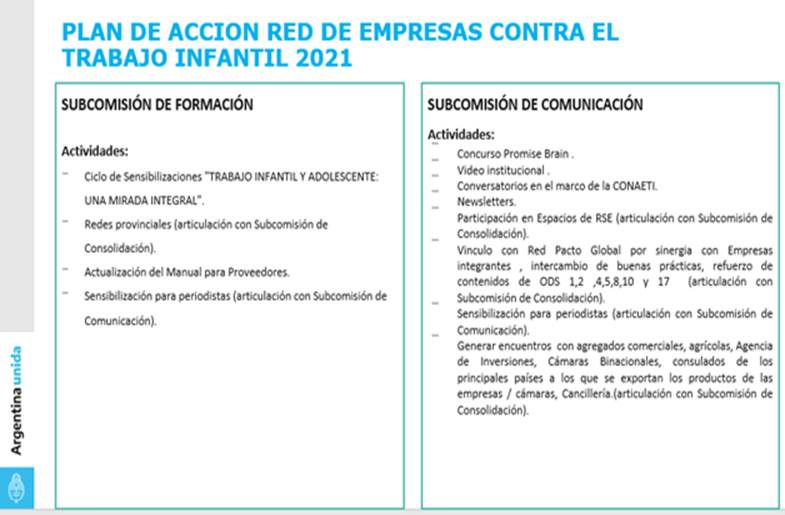 PLAN DE ACCION RED DE EMPRESAS CONTRA EL
TRABAJO INFANTIL 2021
SUBCOMISIÓN DE FORMACIÓN
Actividades:
– Ciclo de Sensibilizaciones "TRABAJO INFANTIL Y ADOLESCENTE:
UNA MIRADA INTEGRAL".
– Redes provinciales (articulación con Subcomisión de
Consolidación).
– Actualización del Manual para Proveedores.
– Sensibilización para periodistas (articulación con Subcomisión de
Comunicación).
SUBCOMISIÓN DE COMUNICACIÓN
Actividades:
– Concurso Promise Brain .
– Video institucional .
– Conversatorios en el marco de la CONAETI.
– Newsletters.
– Participación en Espacios de RSE (articulación con Subcomisión de
Consolidación).
– Vinculo con Red Pacto Global por sinergia con Empresas
integrantes , intercambio de buenas prácticas, refuerzo de
contenidos de ODS 1,2 ,4,5,8,10 y 17 (articulación con
Subcomisión de Consolidación).
– Sensibilización para periodistas (articulación con Subcomisión de
Comunicación).
– Generar encuentros con agregados comerciales, agrícolas, Agencia
de Inversiones, Cámaras Binacionales, consulados de los
principales países a los que se exportan los productos de las
empresas / cámaras, Cancillería.(articulación con Subcomisión de
Consolidación).
Argentina unida